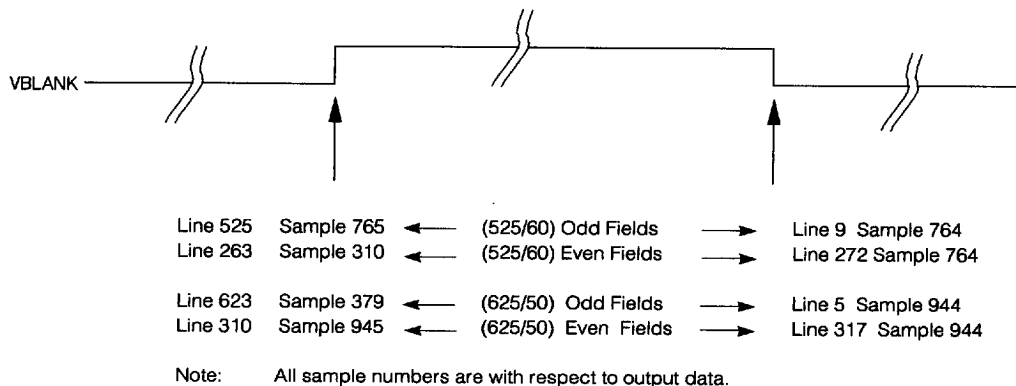 VBLANK
Line 525 Sample 765 (525/60) Odd Fields Line 9 Sample 764
Line 263 Sample 310 (525/60) Even Fields Line 272 Sample 764
Line 623 Sample 379 (625/50) Odd Fields Line 5 Sample 944
Line 310 Sample 945 (625/50) Even Fields Line 317 Sample 944
Note: All sample numbers are with respect to output data.